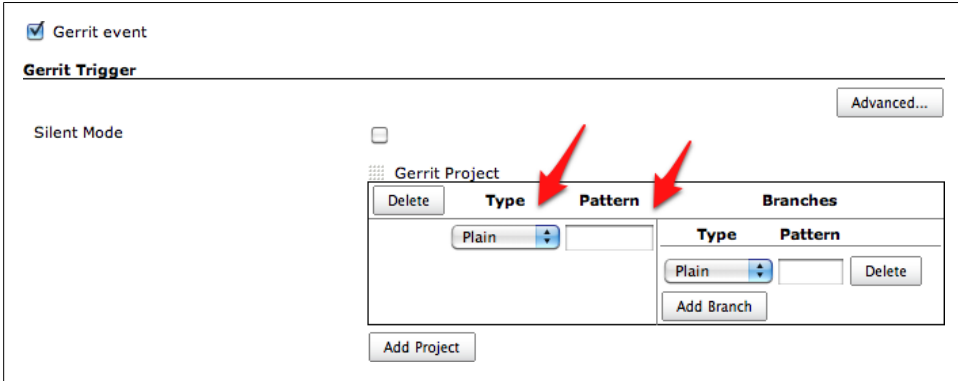 Gerrit event
Gerrit Trigger
Advanced...
Silent Mode
Gerrit Project
Delete Type Pattern Branches
Plain Type Pattern
Plain Delete
Add Branch
Add Project